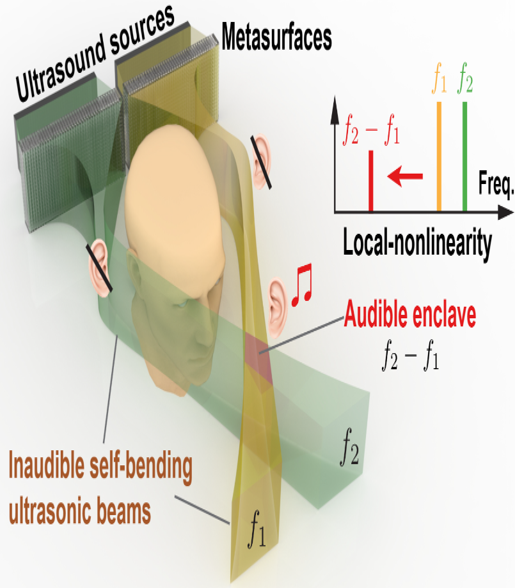 Ultrasound sources
Metasurfaces
f₁ f₂
f₂ − f₁
Freq.
Local-nonlinearity
Audible enclave
f₂ − f₁
f₂
Inaudible self-bending
ultrasonic beams
f₁